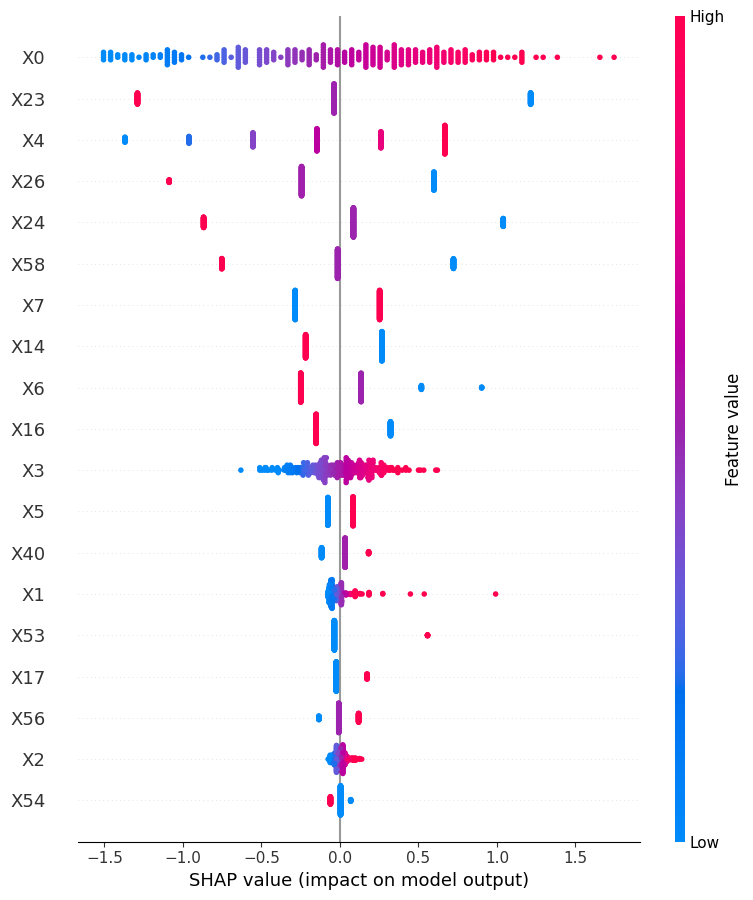 High
X0
X23
X4
X26
X24
X58
X7
X14
X6
X16
X3
X5
X40
X1
X53
X17
X56
X2
X54
Feature value
Low
−1.5 −1.0 −0.5 0.0 0.5 1.0 1.5
SHAP value (impact on model output)